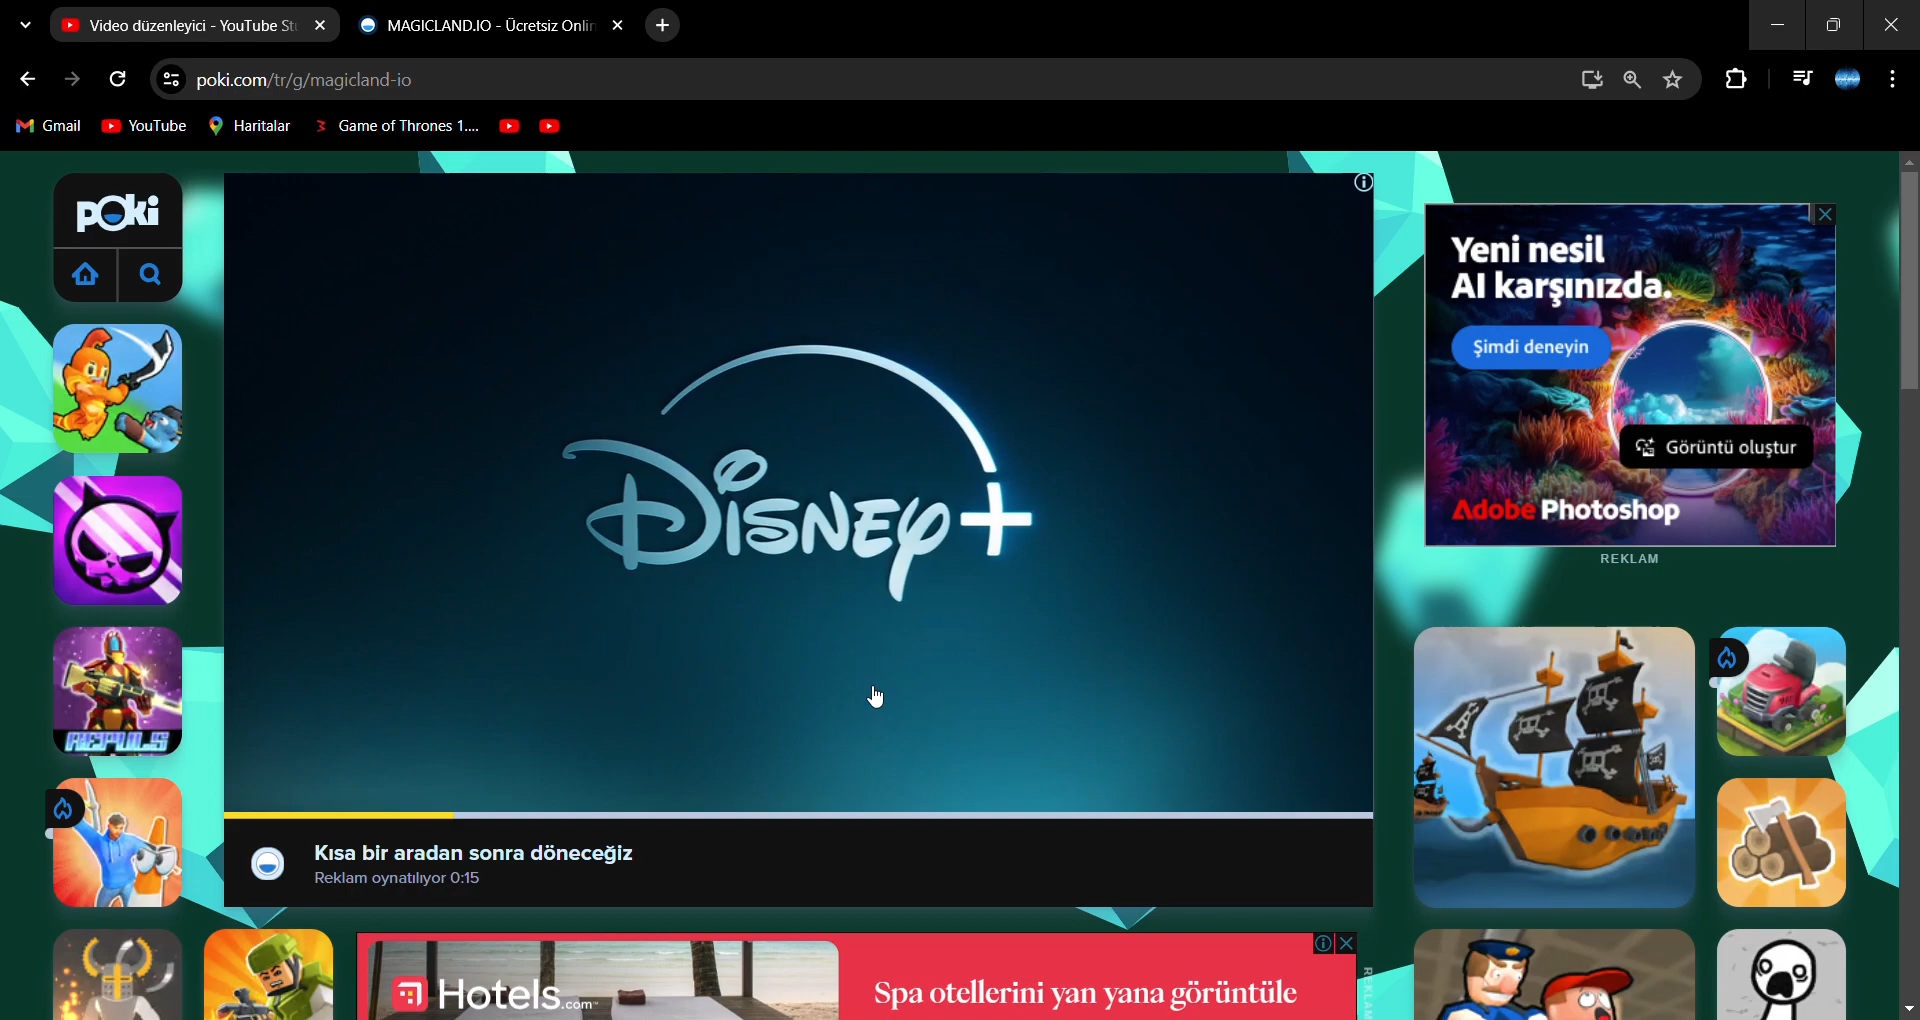 Video düzenleyici - YouTube St
MAGICLAND.IO - Ücretsiz Onlin
poki.com/tr/g/magicland-io
Gmail
YouTube
Haritalar
Game of Thrones 1....
poki
Disney+
Yeni nesil
AI karşınızda.
Şimdi deneyin
Görüntü oluştur
Adobe Photoshop
REKLAM
REPULS
Kısa bir aradan sonra döneceğiz
Reklam oynatılıyor 0:15
Hotels.com
Spa otellerini yan yana görüntüle
REKLAM